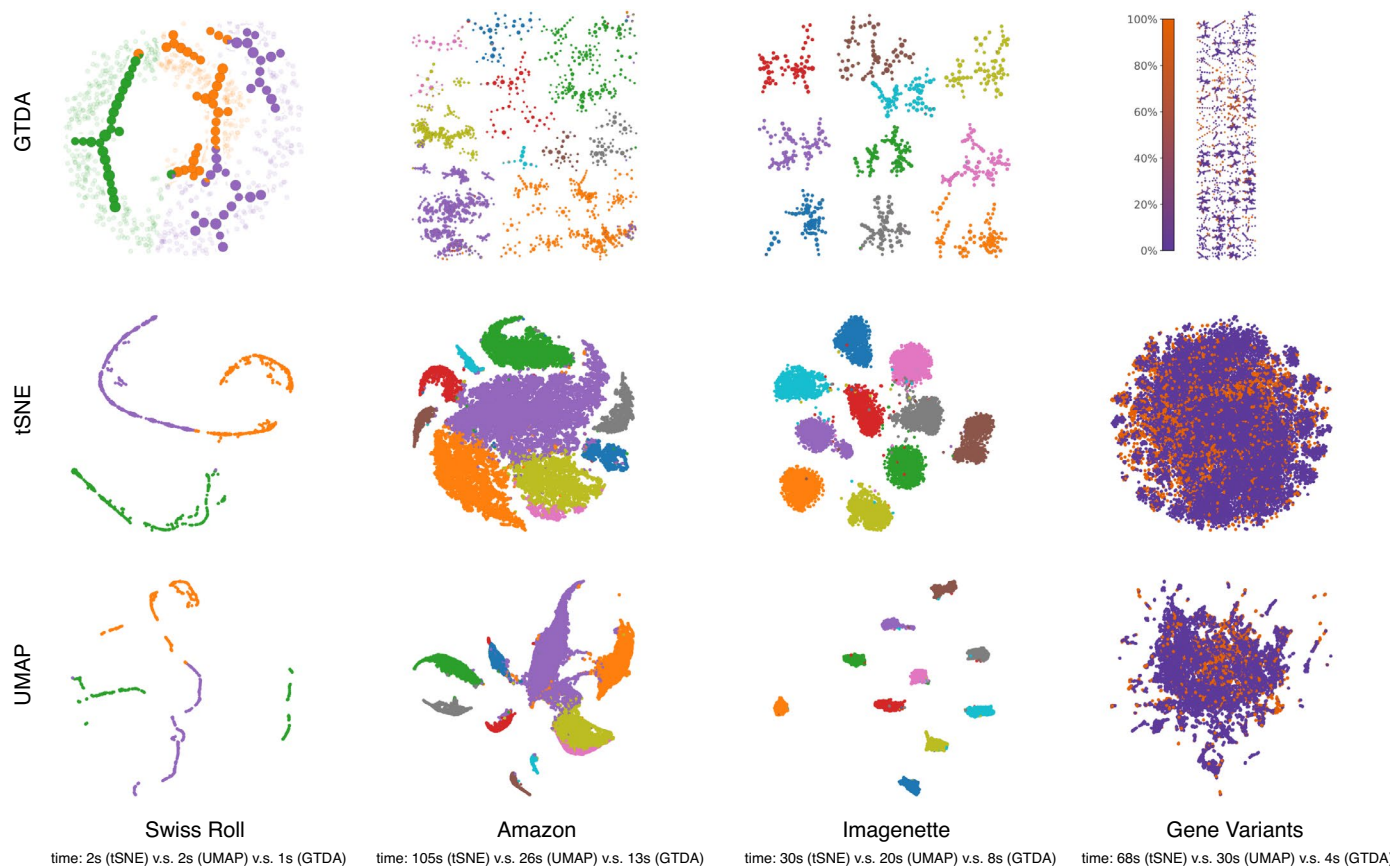 GTDA
100%
80%
60%
40%
20%
0%
tSNE
UMAP
Swiss Roll
Amazon
Imagenette
Gene Variants
time: 2s (tSNE) v.s. 2s (UMAP) v.s. 1s (GTDA)
time: 105s (tSNE) v.s. 26s (UMAP) v.s. 13s (GTDA)
time: 30s (tSNE) v.s. 20s (UMAP) v.s. 8s (GTDA)
time: 68s (tSNE) v.s. 30s (UMAP) v.s. 4s (GTDA)